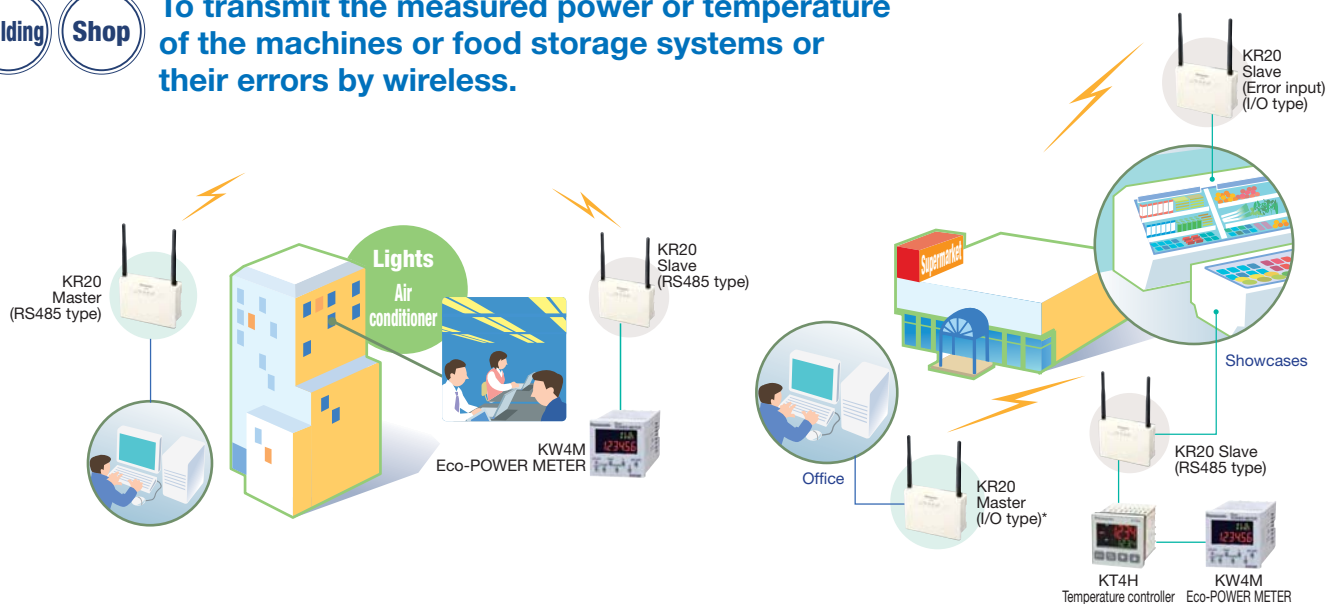 lding
Shop
To transmit the measured power or temperature
of the machines or food storage systems or
their errors by wireless.
KR20
Master
(RS485 type)
Lights
Air
conditioner
KR20
Slave
(RS485 type)
KW4M
Eco-POWER METER
KR20
Slave
(Error input)
(I/O type)
Supermarket
Showcases
Office
KR20
Master
(I/O type)*
KR20 Slave
(RS485 type)
KT4H
Temperature controller
KW4M
Eco-POWER METER